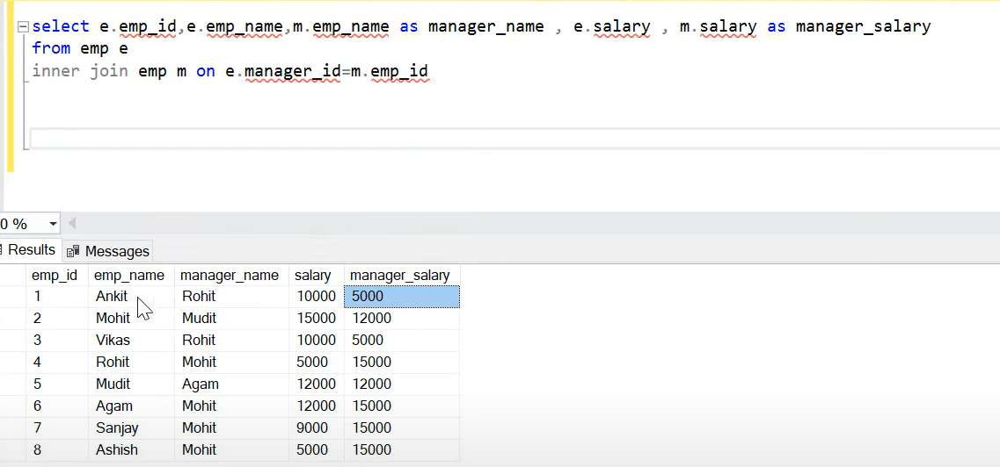 select e.emp_id,e.emp_name,m.emp_name as manager_name , e.salary , m.salary as manager_salary
from emp e
inner join emp m on e.manager_id=m.emp_id
0 %
Results Messages
emp_id emp_name manager_name salary manager_salary
1 Ankit Rohit 10000 5000
2 Mohit Mudit 15000 12000
3 Vikas Rohit 10000 5000
4 Rohit Mohit 5000 15000
5 Mudit Agam 12000 12000
6 Agam Mohit 12000 15000
7 Sanjay Mohit 9000 15000
8 Ashish Mohit 5000 15000